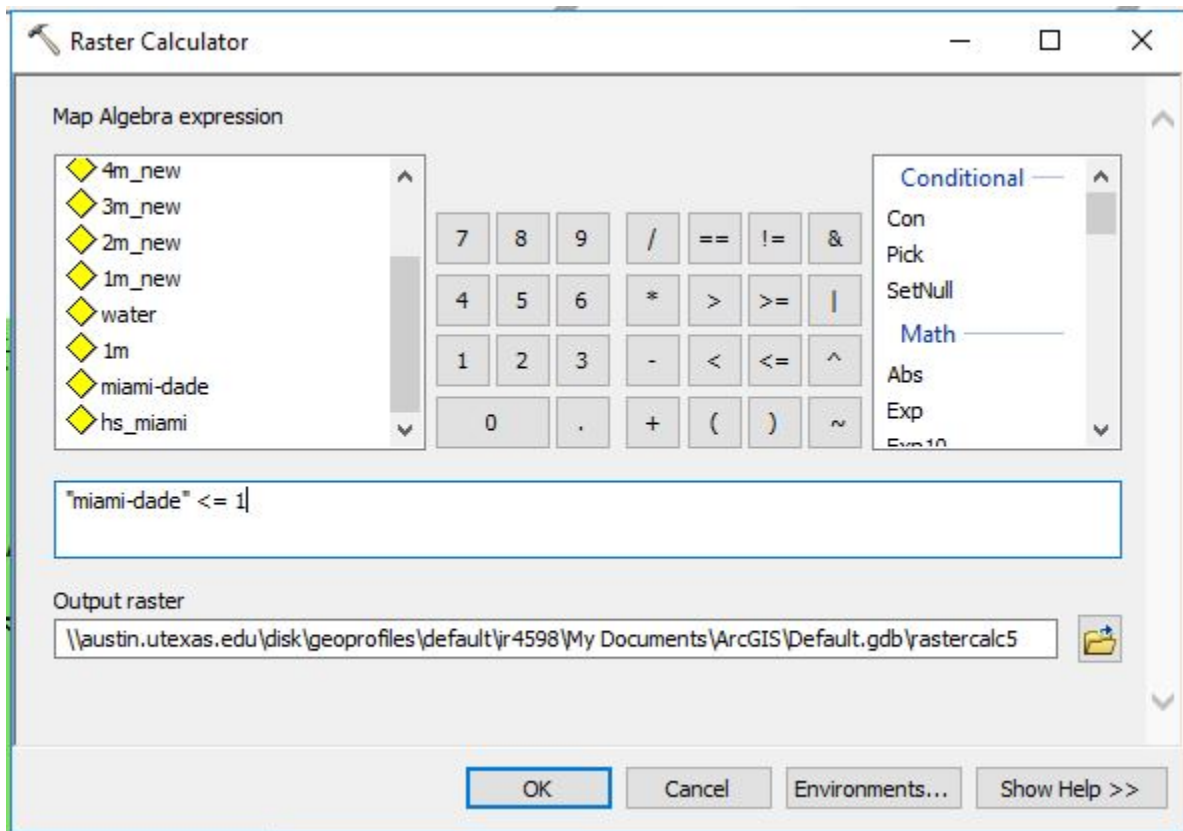 Raster Calculator
Map Algebra expression
4m_new
3m_new
2m_new
1m_new
water
1m
miami-dade
hs_miami
7 8 9 / == != &
4 5 6 * > >= |
1 2 3 - < <= ^
0 . + ( ) ~
Conditional
Con
Pick
SetNull
Math
Abs
Exp
Exp10
"miami-dade" <= 1
Output raster
\\austin.utexas.edu\disk\geoprofiles\default\jr4598\My Documents\ArcGIS\Default.gdb\rastercalc5
OK Cancel Environments... Show Help >>